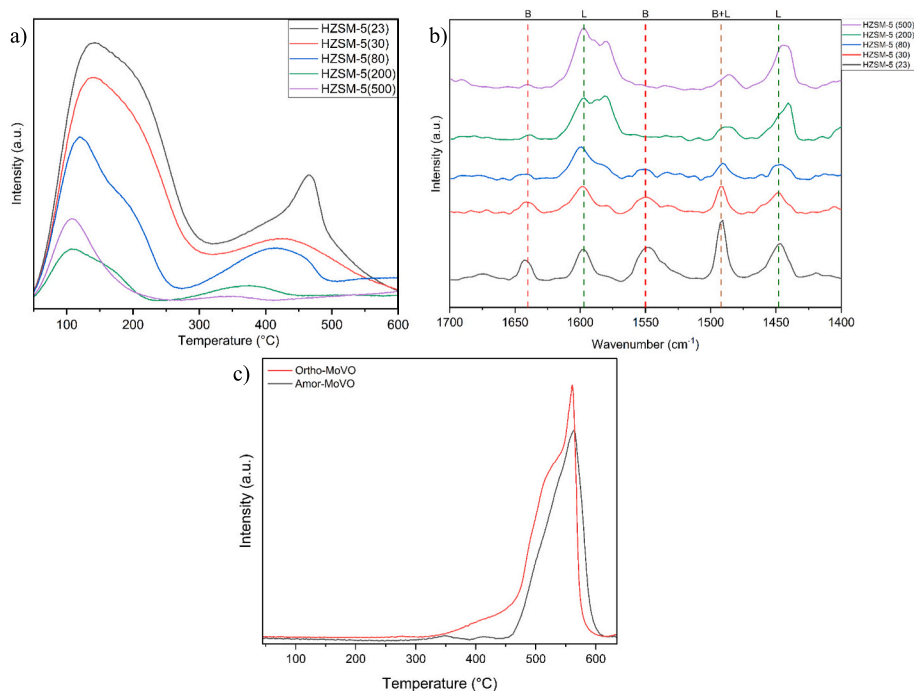 a)
HZSM-5(23)
HZSM-5(30)
HZSM-5(80)
HZSM-5(200)
HZSM-5(500)
Intensity (a.u.)
100 200 300 400 500 600
Temperature (°C)
b)
B L B B+L L
HZSM-5 (500)
HZSM-5 (200)
HZSM-5 (80)
HZSM-5 (30)
HZSM-5 (23)
Intensity (a.u.)
1700 1650 1600 1550 1500 1450 1400
Wavenumber (cm⁻¹)
c)
Ortho-MoVO
Amor-MoVO
Intensity (a.u.)
100 200 300 400 500 600
Temperature (°C)